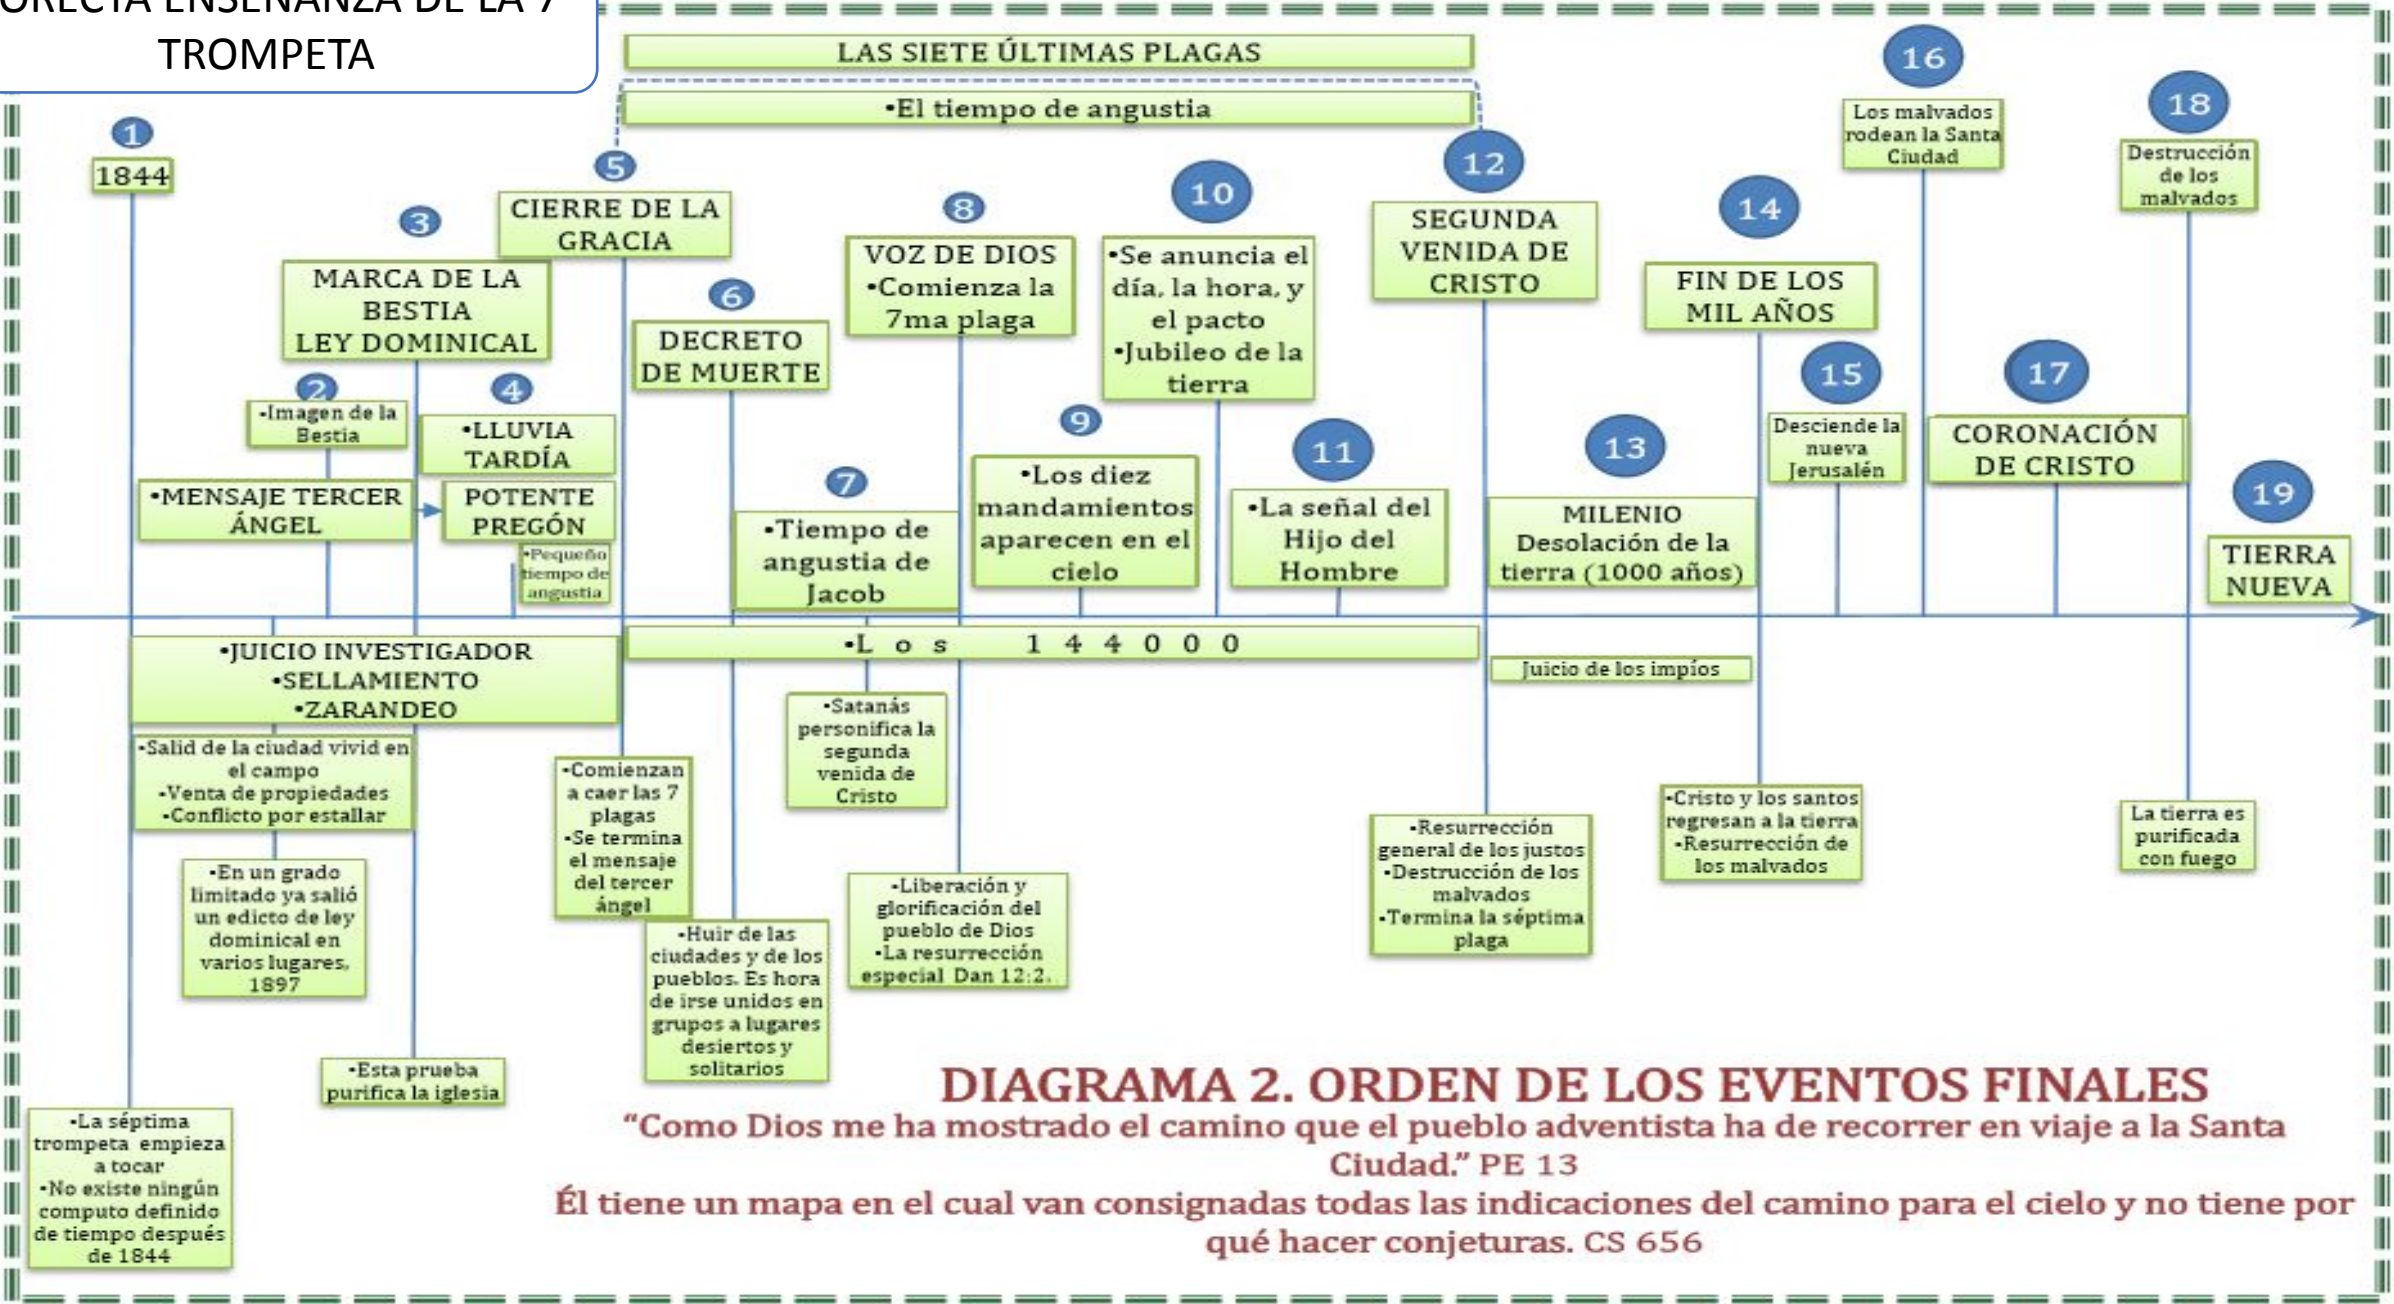 ORECTA ENSEÑANZA DE LA 7
TROMPETA
LAS SIETE ÚLTIMAS PLAGAS
•El tiempo de angustia
1
1844
2
•Imagen de la
Bestia
•MENSAJE TERCER
ÁNGEL
3
MARCA DE LA
BESTIA
LEY DOMINICAL
4
•LLUVIA
TARDÍA
POTENTE
PREGÓN
•Pequeño
tiempo de
angustia
5
CIERRE DE LA
GRACIA
6
DECRETO
DE MUERTE
7
•Tiempo de
angustia de
Jacob
8
VOZ DE DIOS
•Comienza la
7ma plaga
9
•Los diez
mandamientos
aparecen en el
cielo
10
•Se anuncia el
día, la hora, y
el pacto
•Jubileo de la
tierra
11
•La señal del
Hijo del
Hombre
12
SEGUNDA
VENIDA DE
CRISTO
13
MILENIO
Desolación de la
tierra (1000 años)
14
FIN DE LOS
MIL AÑOS
15
Desciende la
nueva
Jerusalén
16
Los malvados
rodean la Santa
Ciudad
17
CORONACIÓN
DE CRISTO
18
Destrucción
de los
malvados
19
TIERRA
NUEVA
•JUICIO INVESTIGADOR
•SELLAMIENTO
•ZARANDEO
•L o s 1 4 4 0 0 0
Juicio de los impíos
•Salid de la ciudad vivid en
el campo
•Venta de propiedades
•Conflicto por estallar
•En un grado
limitado ya salió
un edicto de ley
dominical en
varios lugares,
1897
•Esta prueba
purifica la iglesia
•La séptima
trompeta empieza
a tocar
•No existe ningún
computo definido
de tiempo después
de 1844
•Comienzan
a caer las 7
plagas
•Se termina
el mensaje
del tercer
ángel
•Huir de las
ciudades y de los
pueblos. Es hora
de irse unidos en
grupos a lugares
desiertos y
solitarios
•Satanás
personifica la
segunda
venida de
Cristo
•Liberación y
glorificación del
pueblo de Dios
•La resurrección
especial Dan 12:2.
•Resurrección
general de los justos
•Destrucción de los
malvados
•Termina la séptima
plaga
•Cristo y los santos
regresan a la tierra
•Resurrección de
los malvados
La tierra es
purificada
con fuego
DIAGRAMA 2. ORDEN DE LOS EVENTOS FINALES
“Como Dios me ha mostrado el camino que el pueblo adventista ha de recorrer en viaje a la Santa
Ciudad.” PE 13
Él tiene un mapa en el cual van consignadas todas las indicaciones del camino para el cielo y no tiene por
qué hacer conjeturas. CS 656